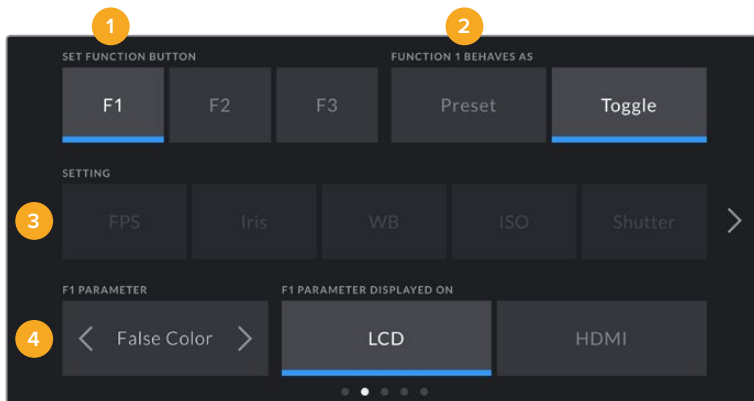 1 2
SET FUNCTION BUTTON FUNCTION 1 BEHAVES AS
F1 F2 F3 Preset Toggle
SETTING
3 FPS Iris WB ISO Shutter
F1 PARAMETER F1 PARAMETER DISPLAYED ON
4 False Color LCD HDMI